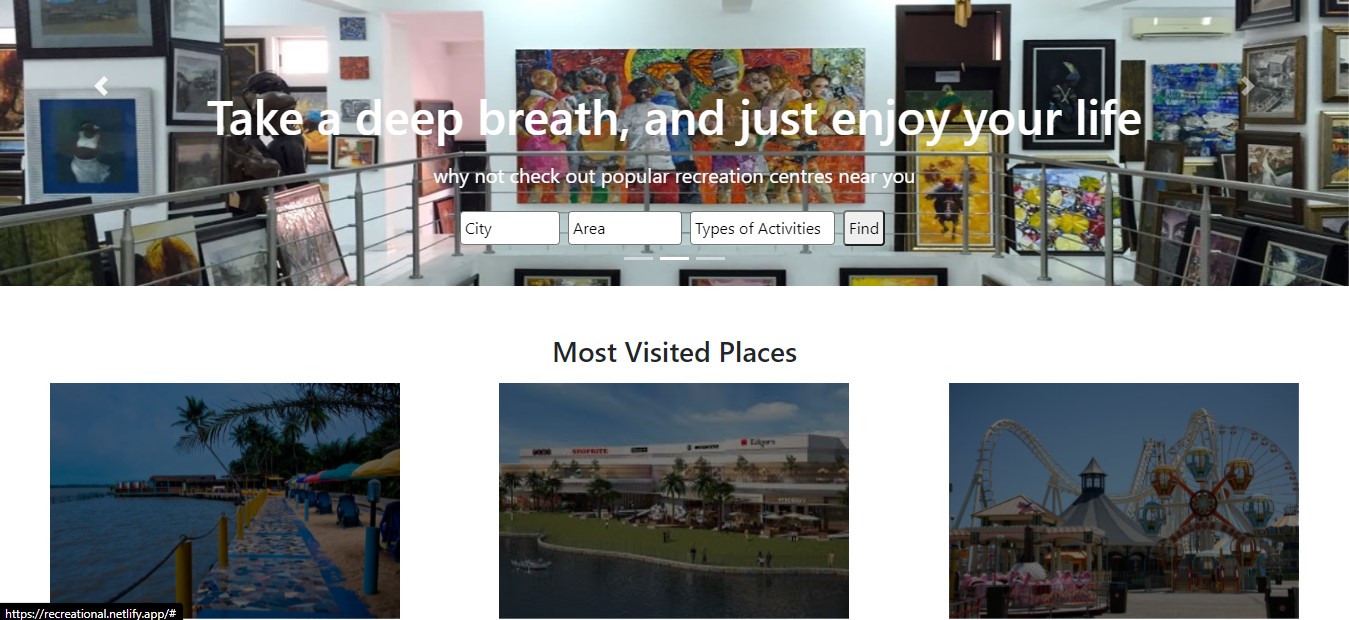 Take a deep breath, and just enjoy your life
why not check out popular recreation centres near you
City Area Types of Activities Find
Most Visited Places
SHOPRITE Edgars
https://recreational.netlify.app/#